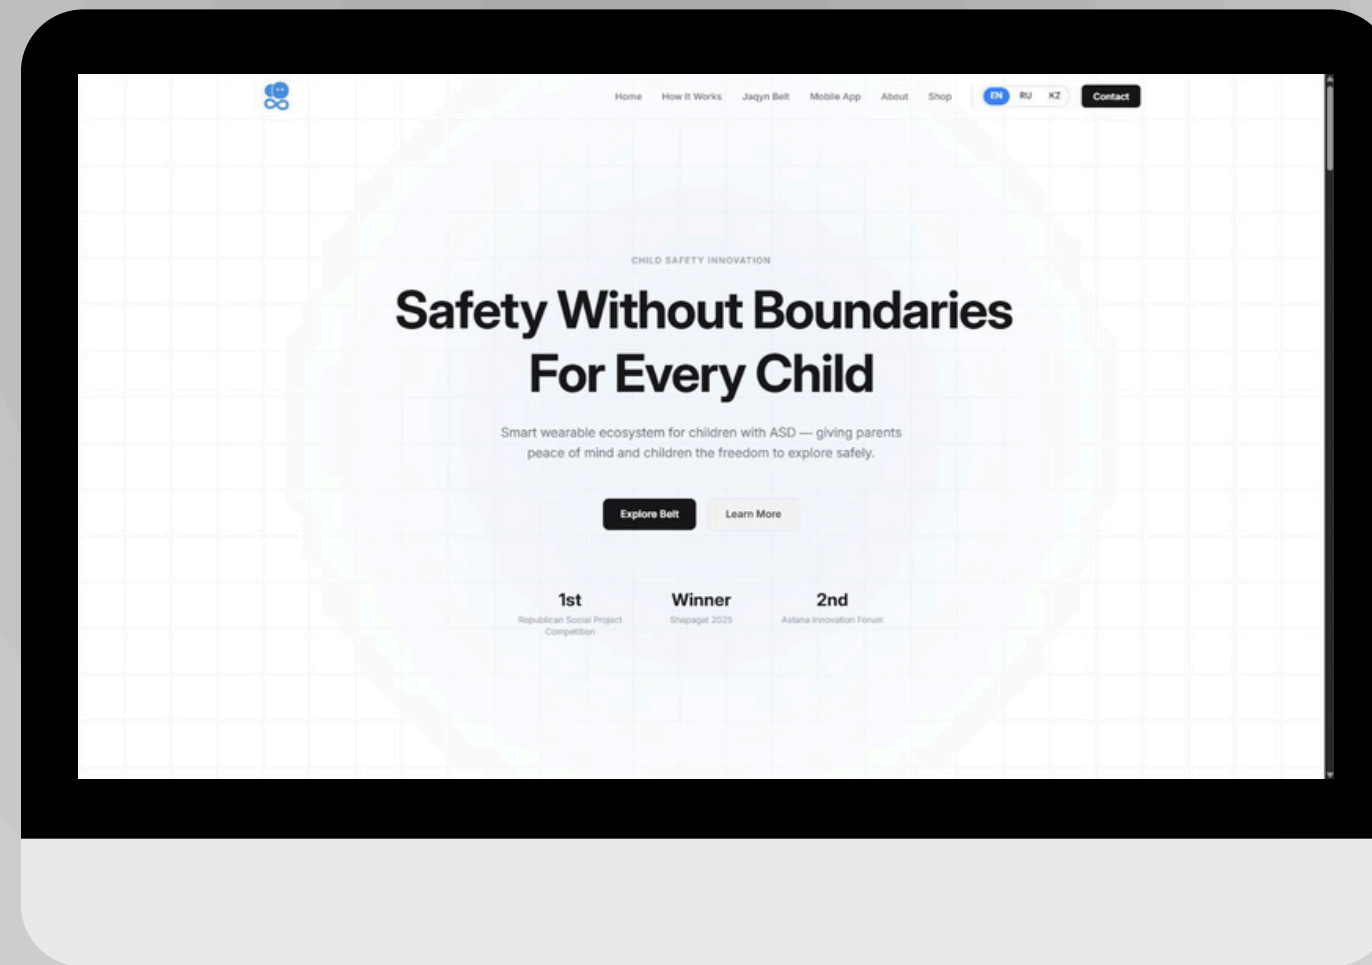 Home How It Works Jaqyn Belt Mobile App About Shop EN RU KZ Contact
CHILD SAFETY INNOVATION
Safety Without Boundaries
For Every Child
Smart wearable ecosystem for children with ASD — giving parents
peace of mind and children the freedom to explore safely.
Explore Belt Learn More
1st Winner 2nd
Republican Social Project Shapagat 2025 Astana Innovation Forum
Competition